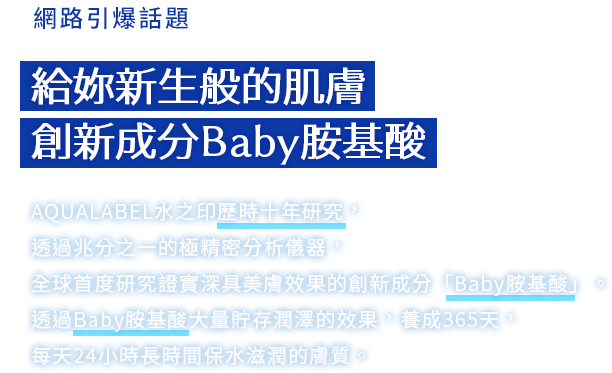 網路引爆話題
給妳新生般的肌膚
創新成分Baby胺基酸
AQUALABEL水之印歷時十年研究，
透過兆分之一的極精密分析儀器，
全球首度研究證實深具美膚效果的創新成分「Baby胺基酸」。
透過Baby胺基酸大量貯存潤澤的效果，養成365天，
每天24小時長時間保水滋潤的膚質。